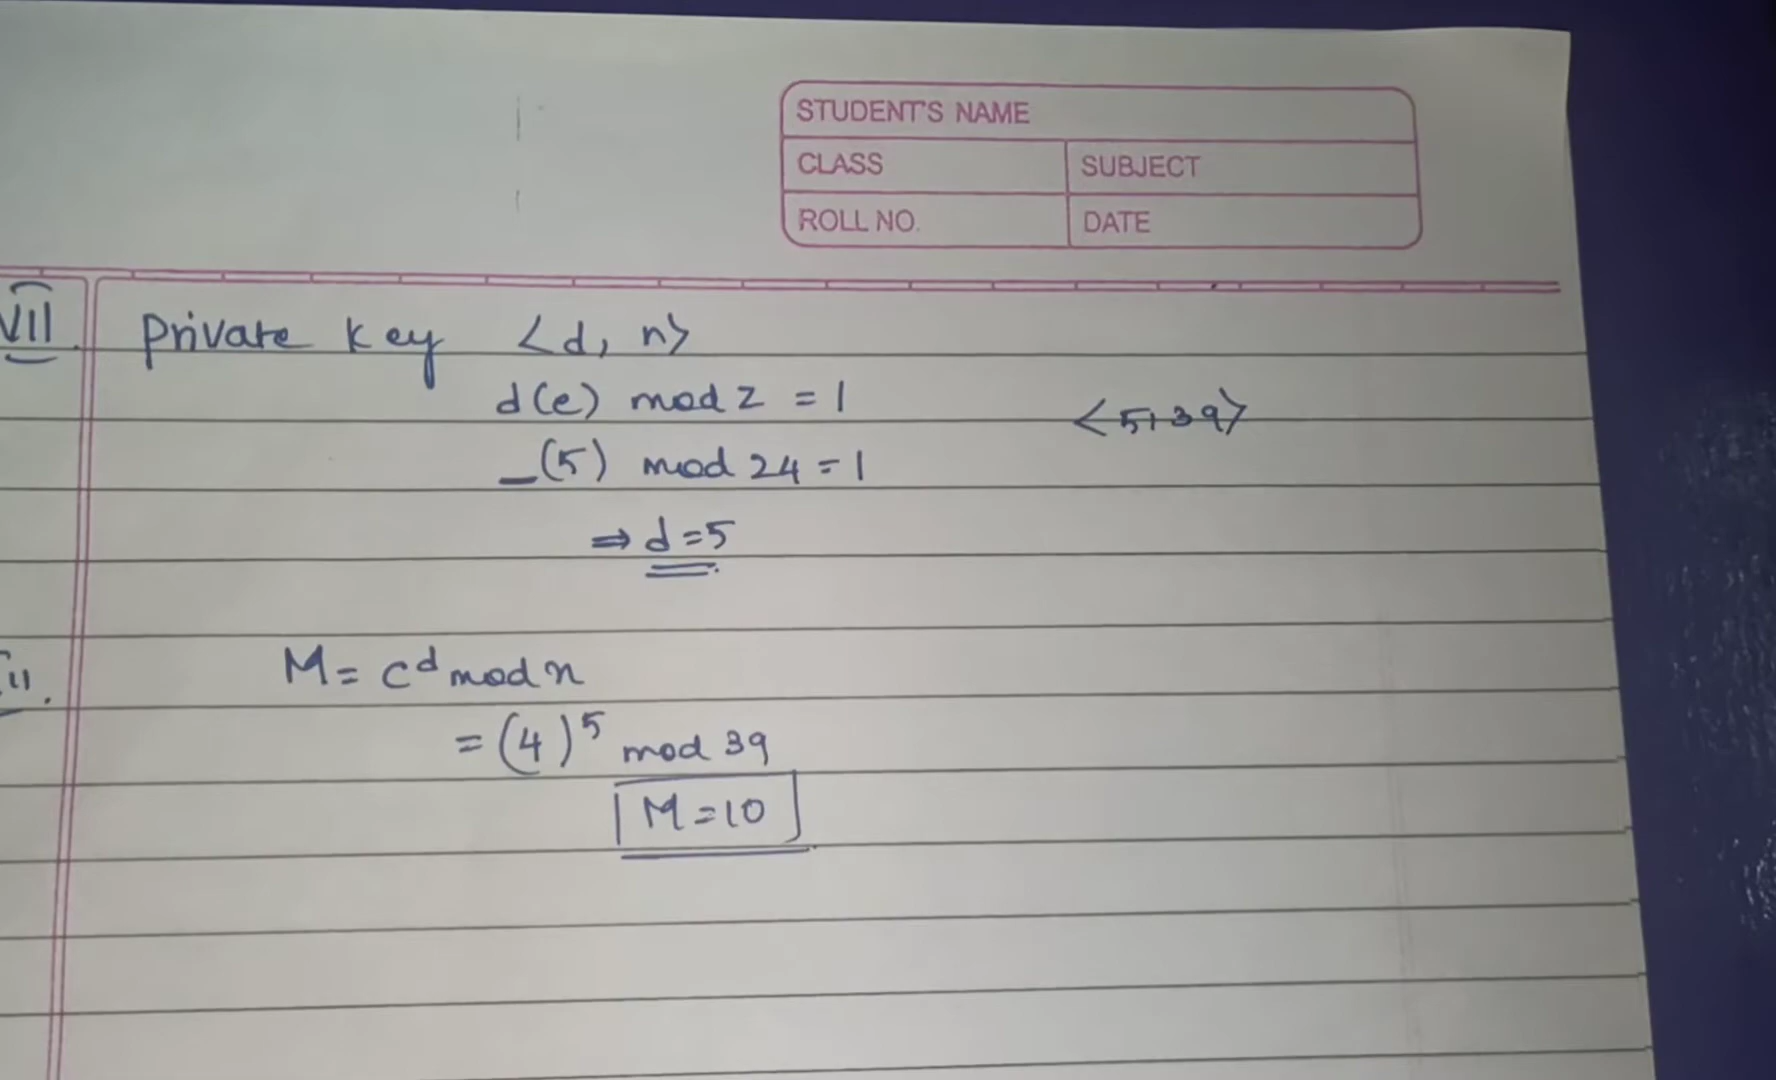 STUDENT'S NAME
CLASS SUBJECT
ROLL NO. DATE
VII. Private key <d, n>
d(e) mod z = 1 <5,39>
_(5) mod 24 = 1
⇒ d=5
M = c^d mod n
= (4)^5 mod 39
M = 10